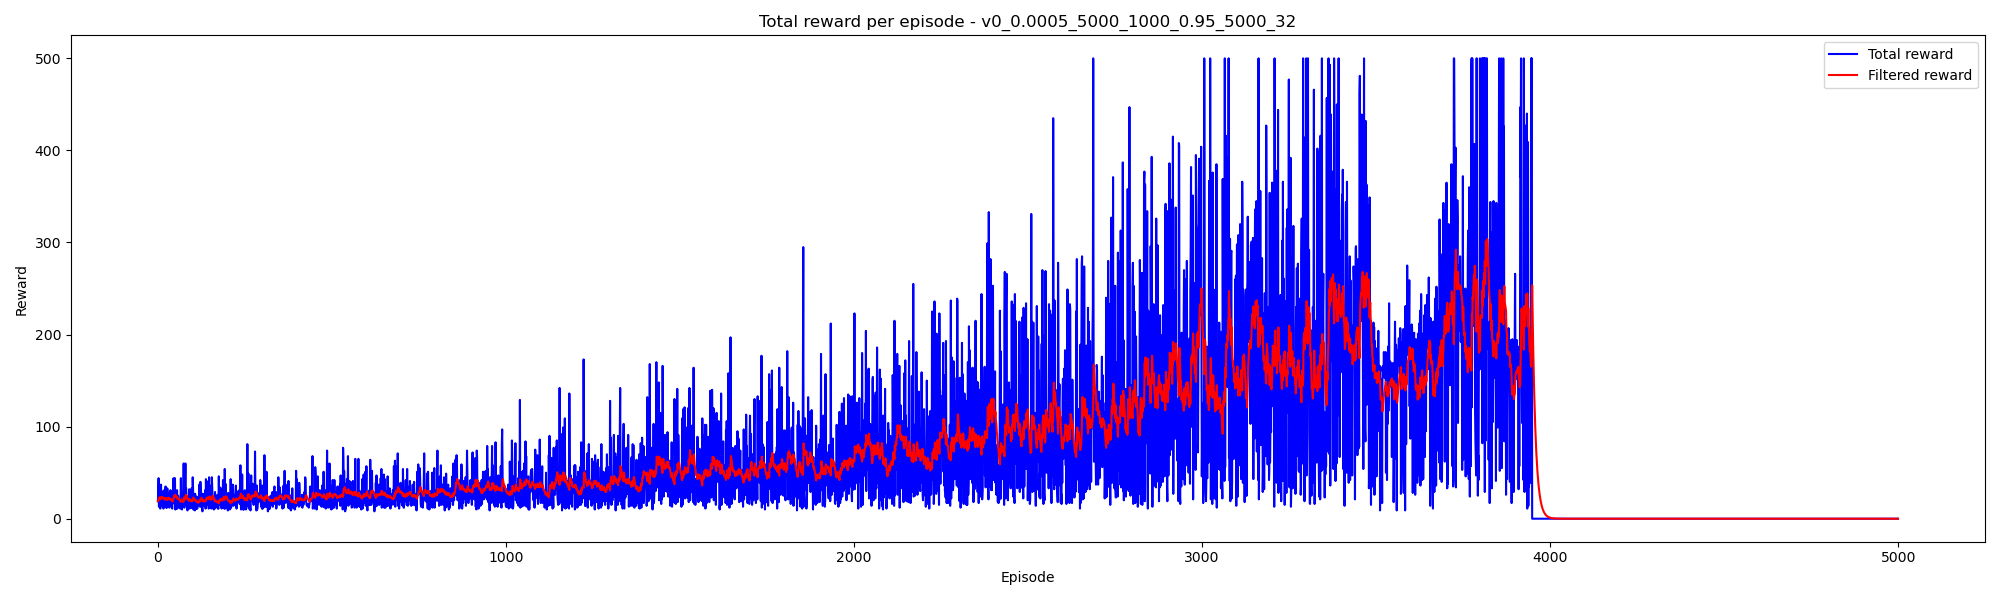 Total reward per episode - v0_0.0005_5000_1000_0.95_5000_32
Total reward
Filtered reward
500
400
300
200
100
0
Reward
0 1000 2000 3000 4000 5000
Episode